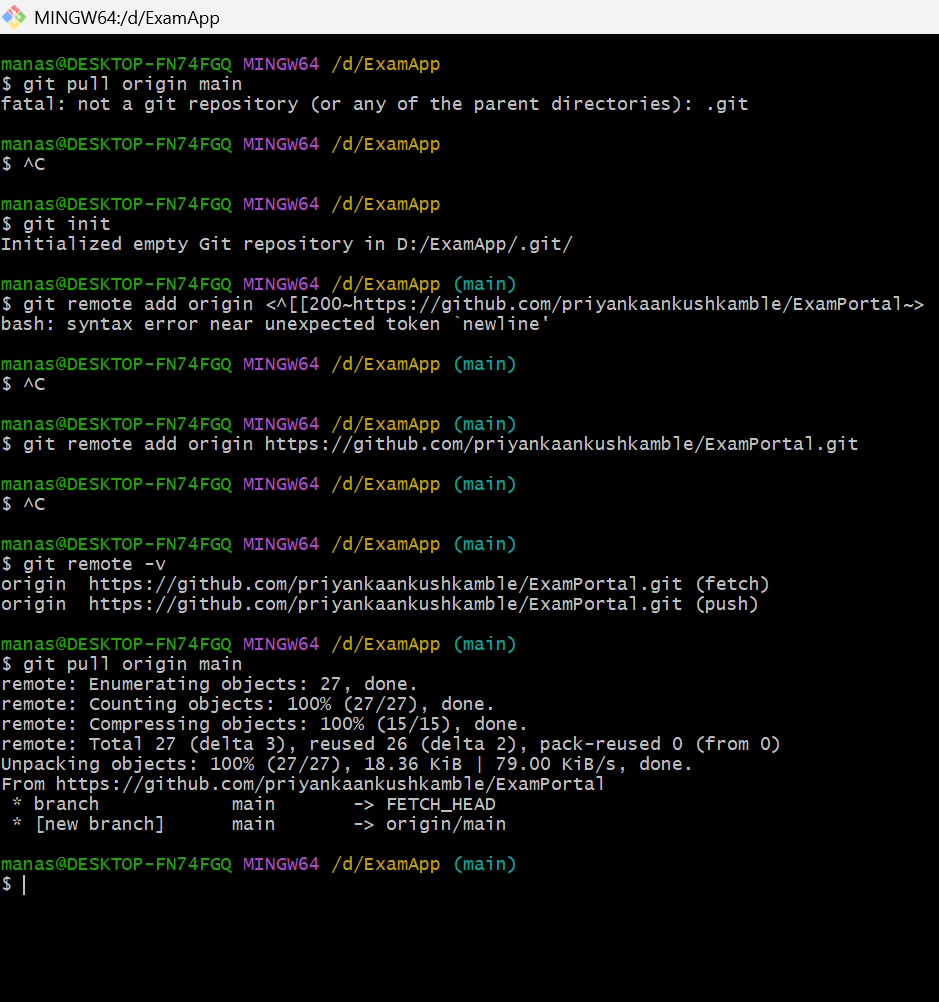 MINGW64:/d/ExamApp
manas@DESKTOP-FN74FGQ MINGW64 /d/ExamApp
$ git pull origin main
fatal: not a git repository (or any of the parent directories): .git
manas@DESKTOP-FN74FGQ MINGW64 /d/ExamApp
$ ^C
manas@DESKTOP-FN74FGQ MINGW64 /d/ExamApp
$ git init
Initialized empty Git repository in D:/ExamApp/.git/
manas@DESKTOP-FN74FGQ MINGW64 /d/ExamApp (main)
$ git remote add origin <^[[200~https://github.com/priyankaankushkamble/ExamPortal~>
bash: syntax error near unexpected token `newline'
manas@DESKTOP-FN74FGQ MINGW64 /d/ExamApp (main)
$ ^C
manas@DESKTOP-FN74FGQ MINGW64 /d/ExamApp (main)
$ git remote add origin https://github.com/priyankaankushkamble/ExamPortal.git
manas@DESKTOP-FN74FGQ MINGW64 /d/ExamApp (main)
$ ^C
manas@DESKTOP-FN74FGQ MINGW64 /d/ExamApp (main)
$ git remote -v
origin  https://github.com/priyankaankushkamble/ExamPortal.git (fetch)
origin  https://github.com/priyankaankushkamble/ExamPortal.git (push)
manas@DESKTOP-FN74FGQ MINGW64 /d/ExamApp (main)
$ git pull origin main
remote: Enumerating objects: 27, done.
remote: Counting objects: 100% (27/27), done.
remote: Compressing objects: 100% (15/15), done.
remote: Total 27 (delta 3), reused 26 (delta 2), pack-reused 0 (from 0)
Unpacking objects: 100% (27/27), 18.36 KiB | 79.00 KiB/s, done.
From https://github.com/priyankaankushkamble/ExamPortal
 * branch            main       -> FETCH_HEAD
 * [new branch]      main       -> origin/main
manas@DESKTOP-FN74FGQ MINGW64 /d/ExamApp (main)
$